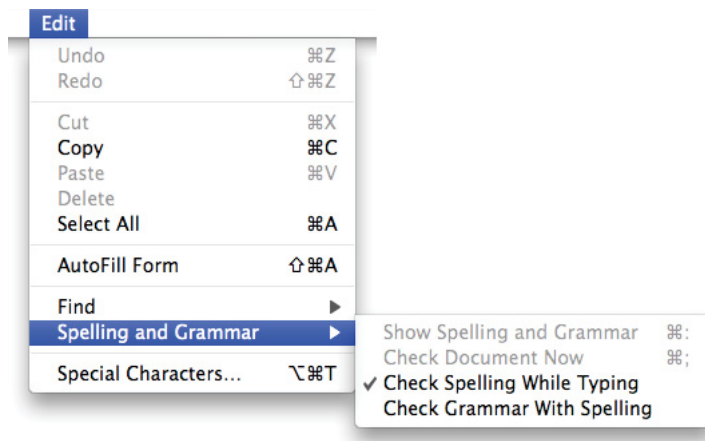 Edit
Undo ⌘Z
Redo ⇧⌘Z
Cut ⌘X
Copy ⌘C
Paste ⌘V
Delete
Select All ⌘A
AutoFill Form ⇧⌘A
Find ▶
Spelling and Grammar ▶
Show Spelling and Grammar ⌘:
Check Document Now ⌘;
✓ Check Spelling While Typing
Check Grammar With Spelling
Special Characters... ⌥⌘T